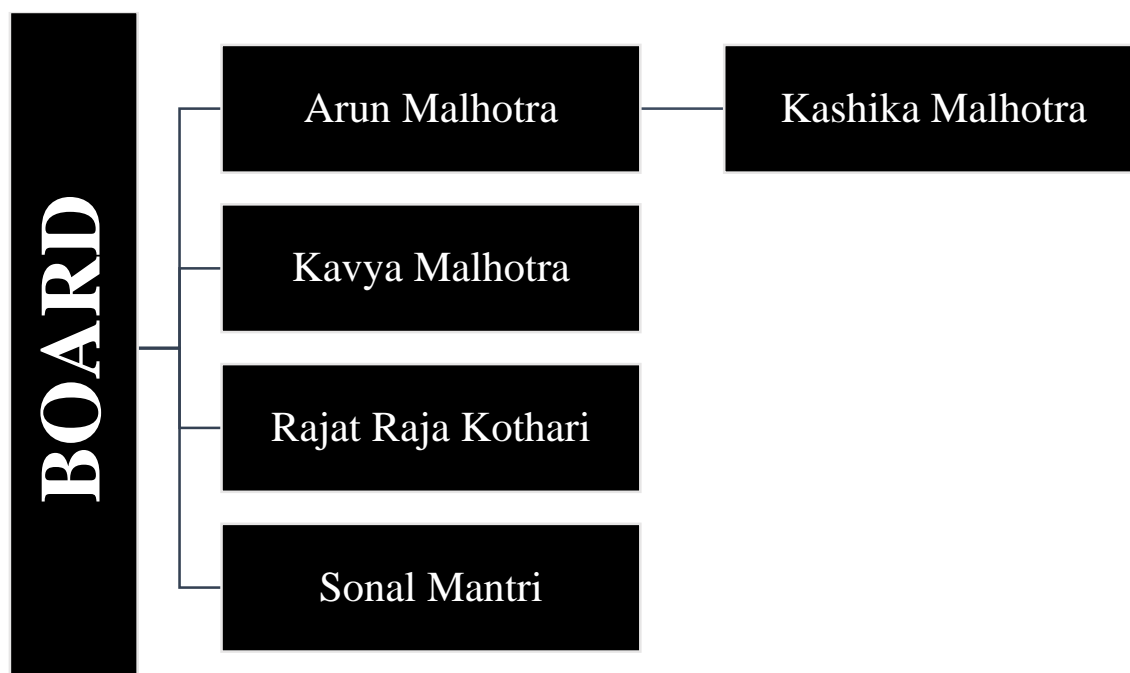 BOARD
Arun Malhotra
Kashika Malhotra
Kavya Malhotra
Rajat Raja Kothari
Sonal Mantri